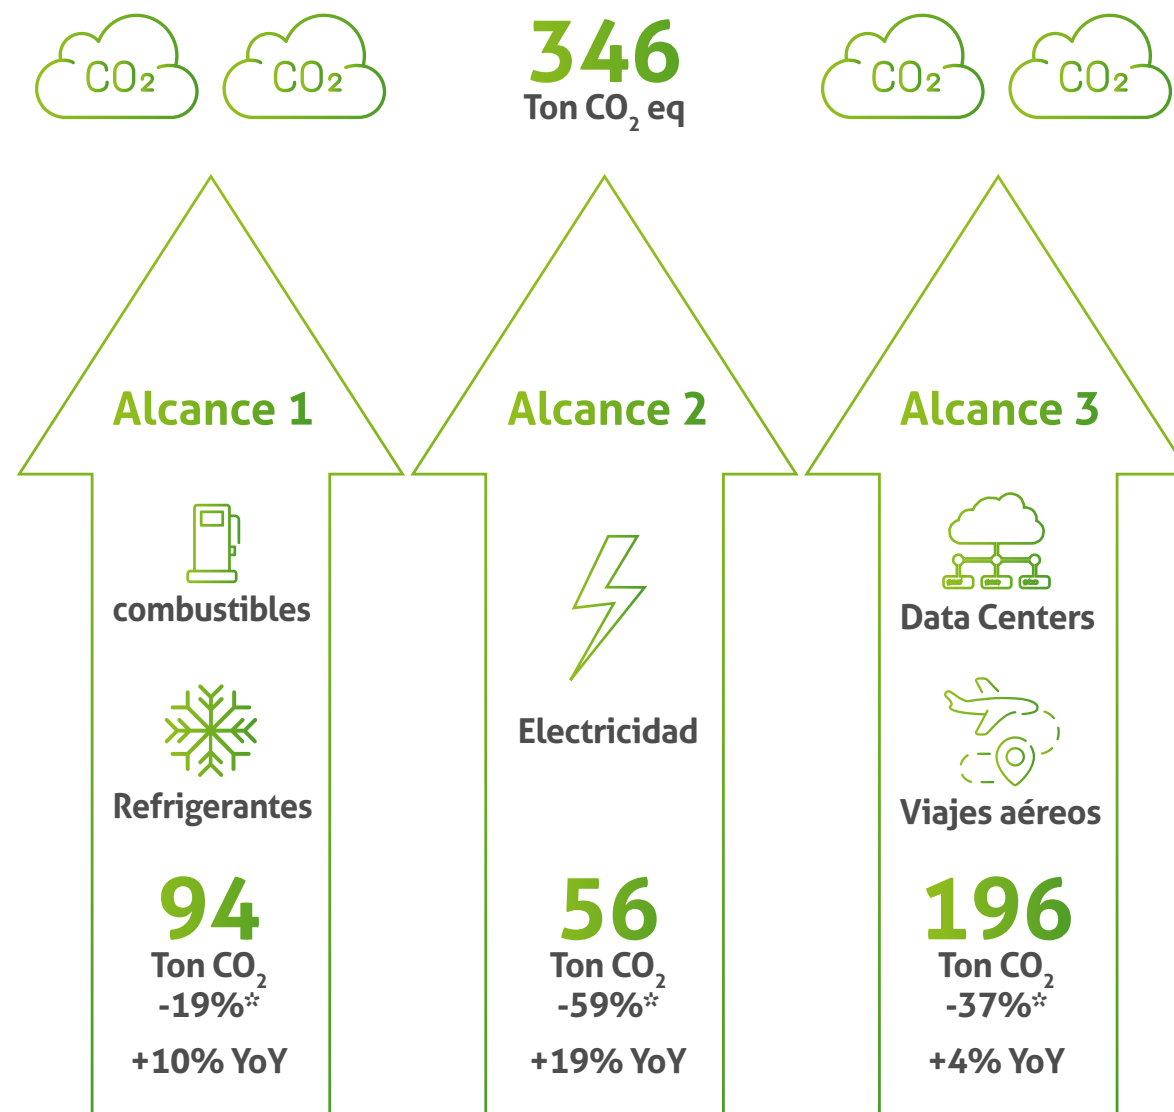 CO2
CO2
346
Ton CO₂ eq
CO2
CO2
Alcance 1
combustibles
Refrigerantes
94
Ton CO₂
-19%*
+10% YoY
Alcance 2
Electricidad
56
Ton CO₂
-59%*
+19% YoY
Alcance 3
Data Centers
Viajes aéreos
196
Ton CO₂
-37%*
+4% YoY